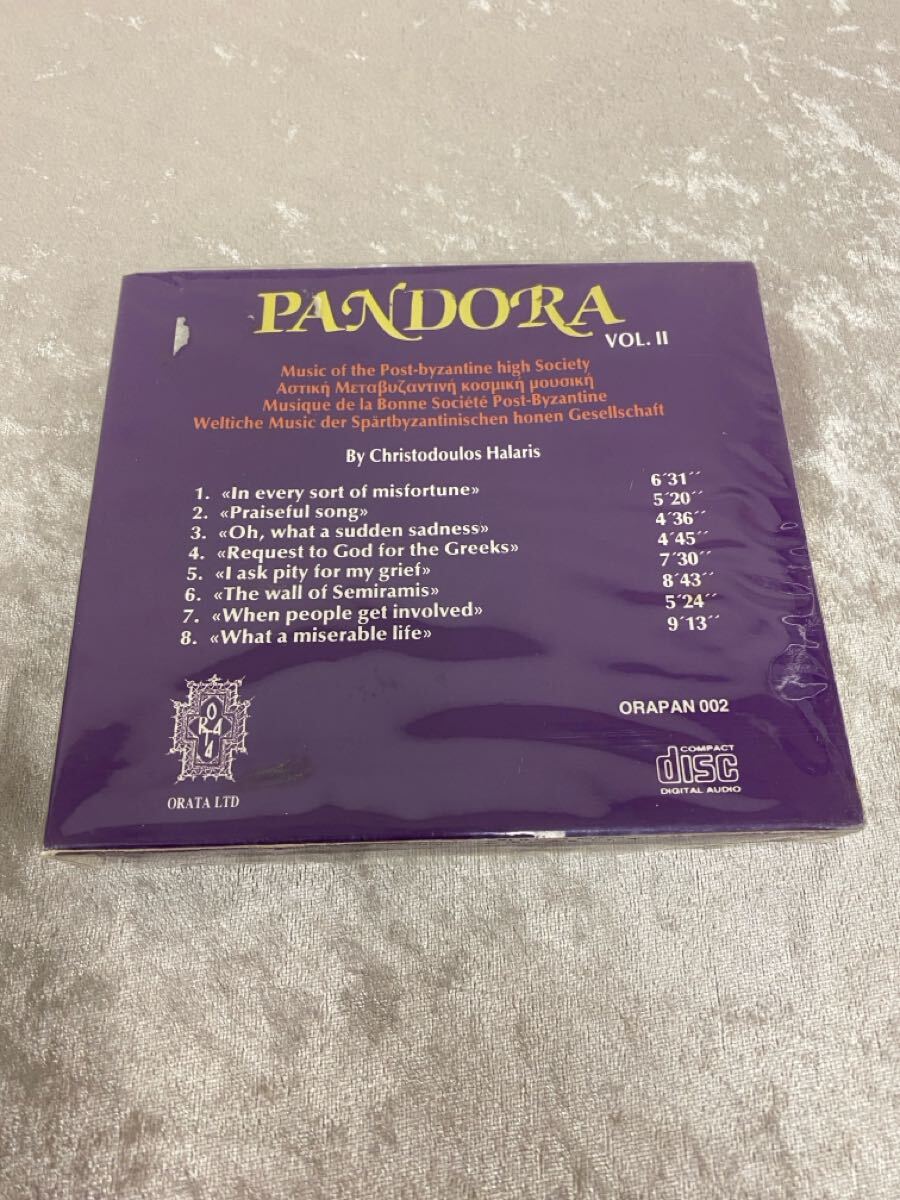 PANDORA
VOL. II
Music of the Post-byzantine high Society
Αστική Μεταβυζαντινή κοσμική μουσική
Musique de la Bonne Société Post-Byzantine
Weltiche Music der Spärtbyzantinischen honen Gesellschaft
By Christodoulos Halaris
1. «In every sort of misfortune» 6´31´´
2. «Praiseful song» 5´20´´
3. «Oh, what a sudden sadness» 4´36´´
4. «Request to God for the Greeks» 4´45´´
5. «I ask pity for my grief» 7´30´´
6. «The wall of Semiramis» 8´43´´
7. «When people get involved» 5´24´´
8. «What a miserable life» 9´13´´
ORATA LTD
ORAPAN 002
COMPACT
disc
DIGITAL AUDIO